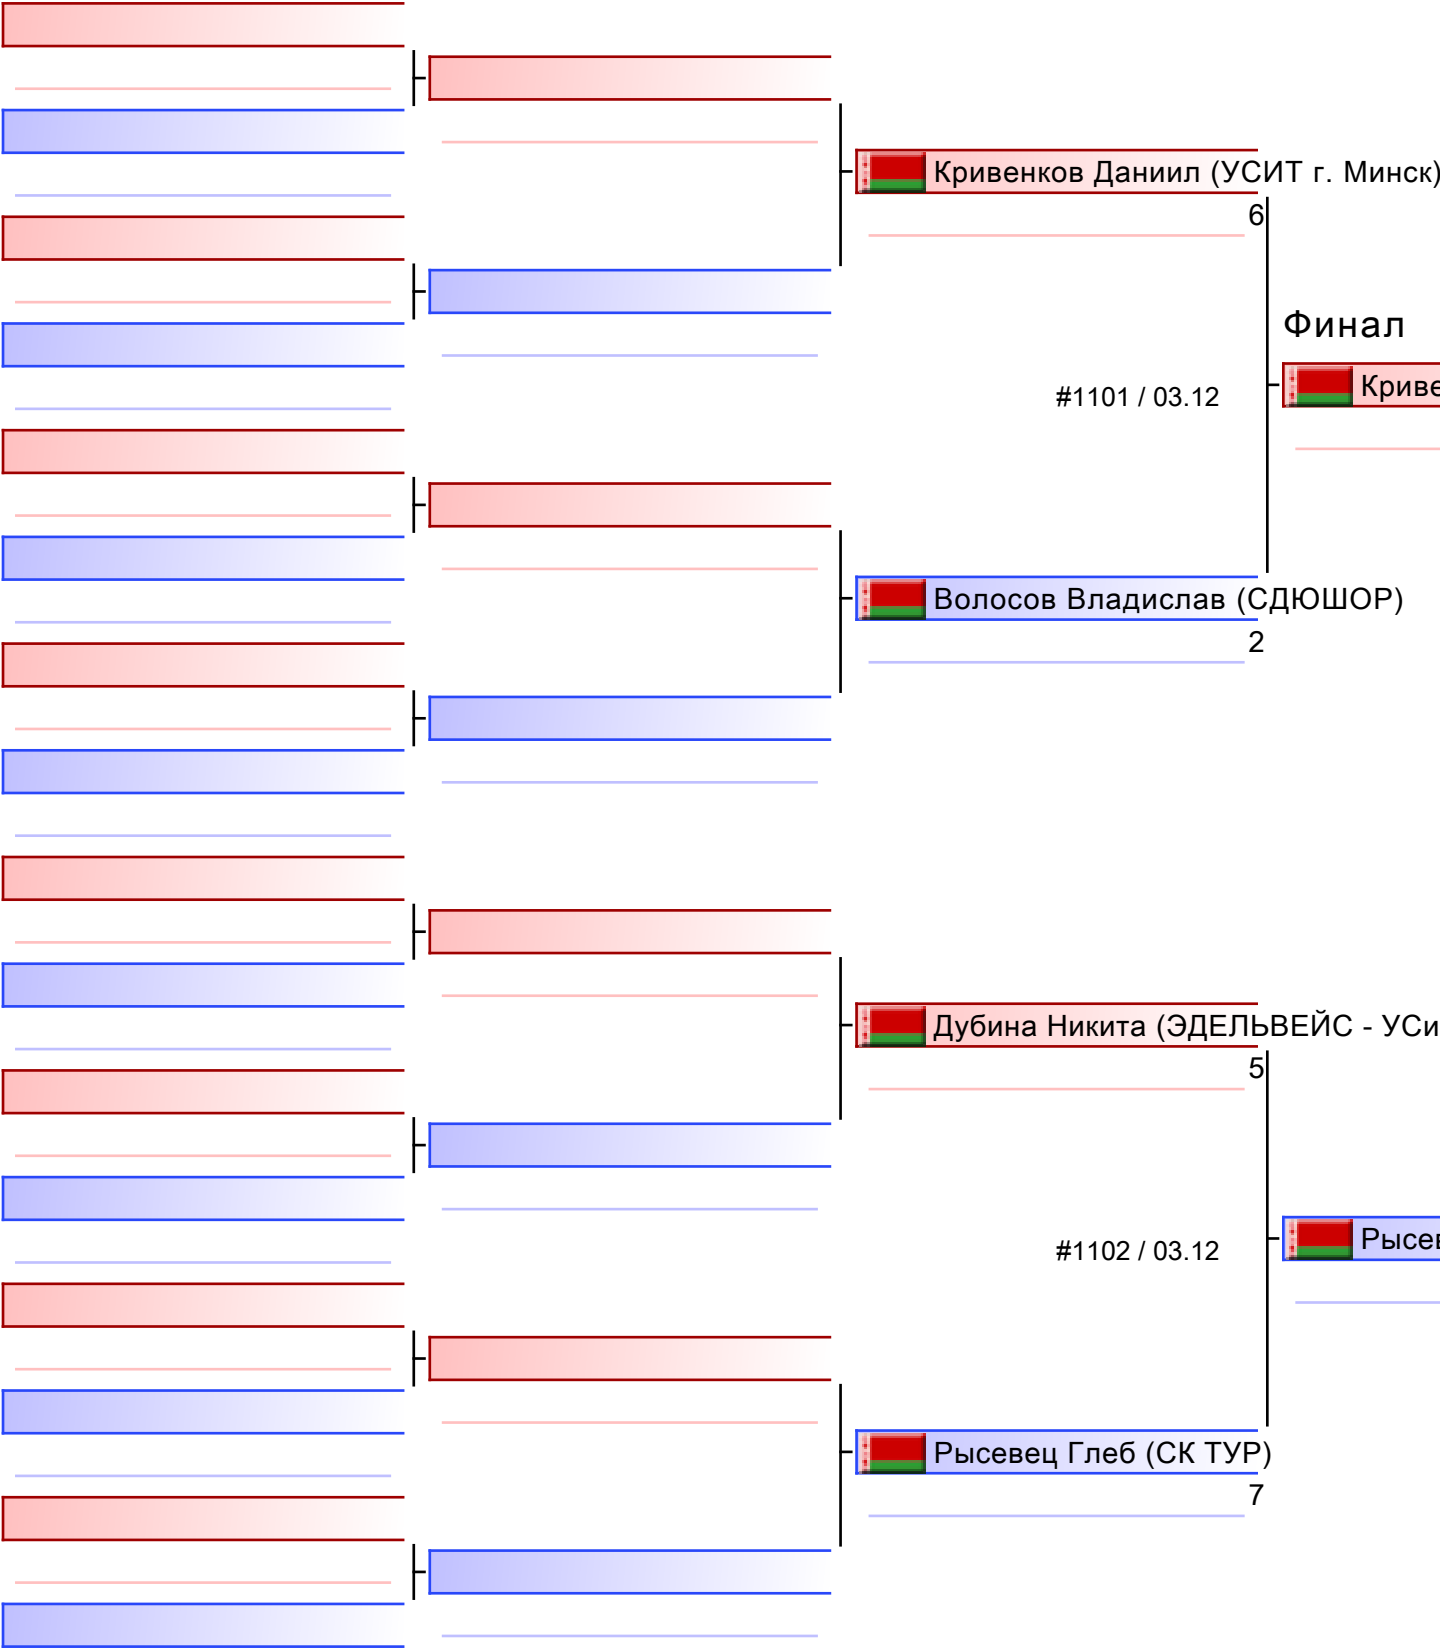 Кривенков Даниил (УСИТ г. Минск)
6
Финал
#1101 / 03.12
Волосов Владислав (СДЮШОР)
2
Дубина Никита (ЭДЕЛЬВЕЙС - УСи
5
#1102 / 03.12
Рысевец Глеб (СК ТУР)
7